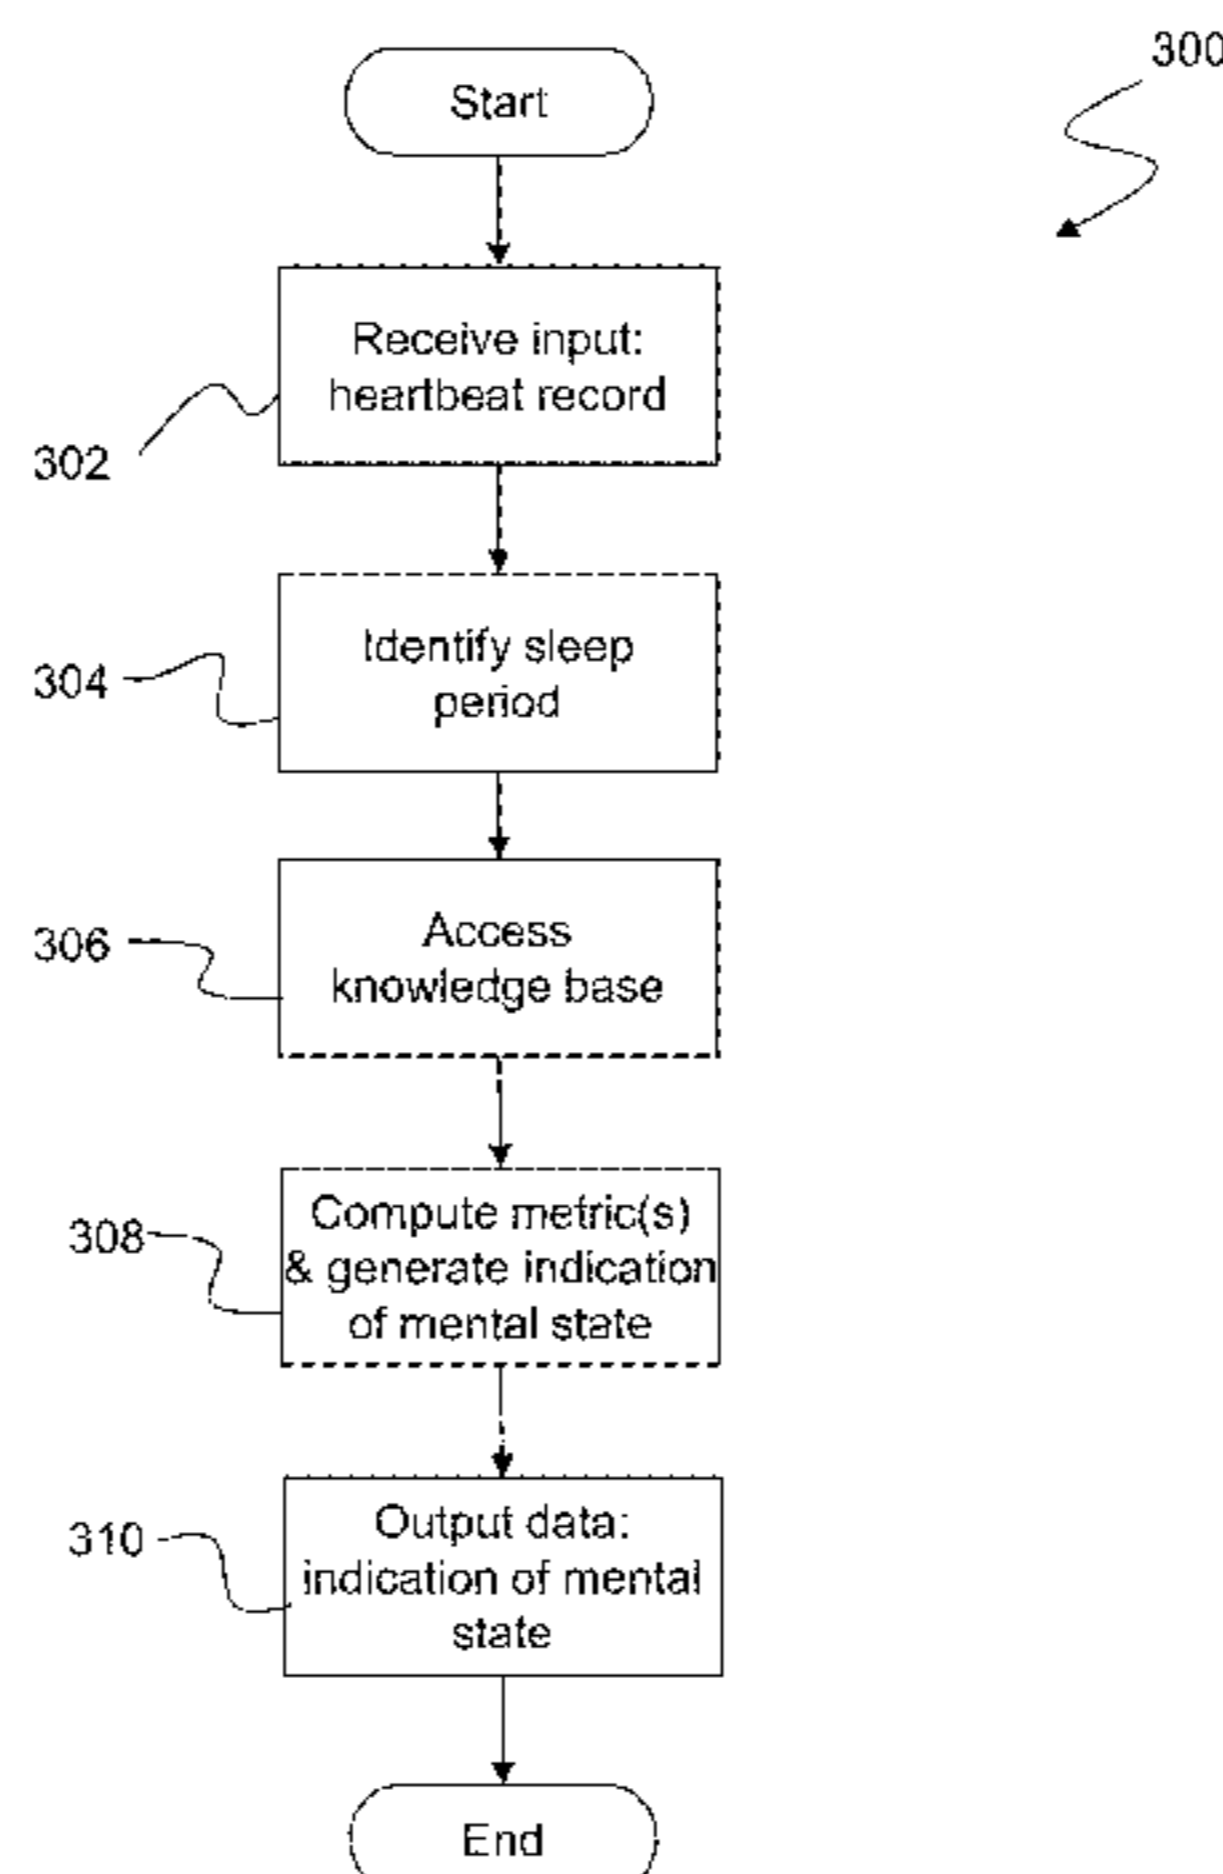 300
Start
Receive input:
heartbeat record
302
Identify sleep
period
304
Access
knowledge base
306
Compute metric(s)
& generate indication
of mental state
308
Output data:
indication of mental
state
310
End